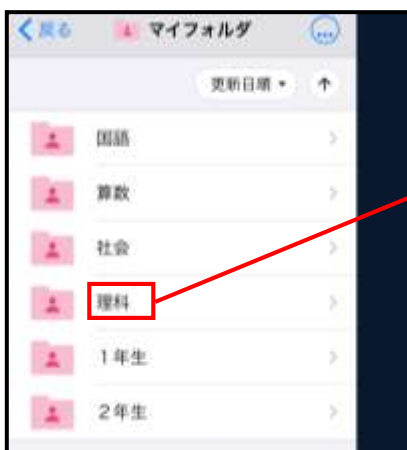 戻る
マイフォルダ
更新日順
国語
算数
社会
理科
1年生
2年生